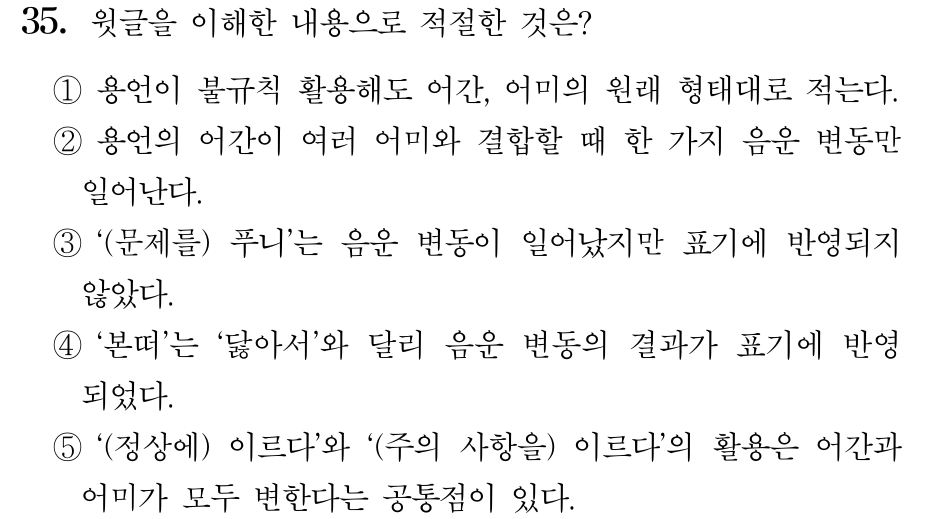 35. 윗글을 이해한 내용으로 적절한 것은?
① 용언이 불규칙 활용해도 어간, 어미의 원래 형태대로 적는다.
② 용언의 어간이 여러 어미와 결합할 때 한 가지 음운 변동만
일어난다.
③ ‘(문제를) 푸니’는 음운 변동이 일어났지만 표기에 반영되지
않았다.
④ ‘본떠’는 ‘닳아서’와 달리 음운 변동의 결과가 표기에 반영
되었다.
⑤ ‘(정상에) 이르다’와 ‘(주의 사항을) 이르다’의 활용은 어간과
어미가 모두 변한다는 공통점이 있다.